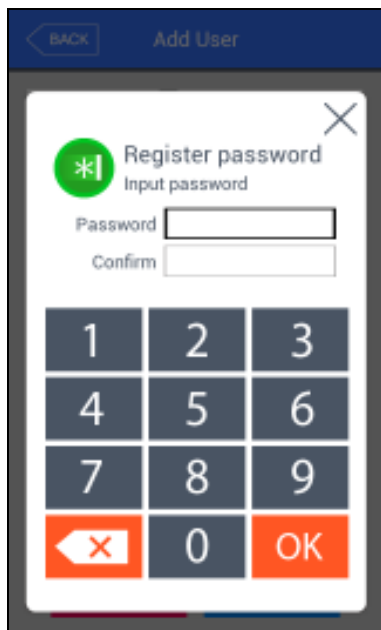 BACK Add User
Register password
Input password
Password
Confirm
1 2 3
4 5 6
7 8 9
0 OK